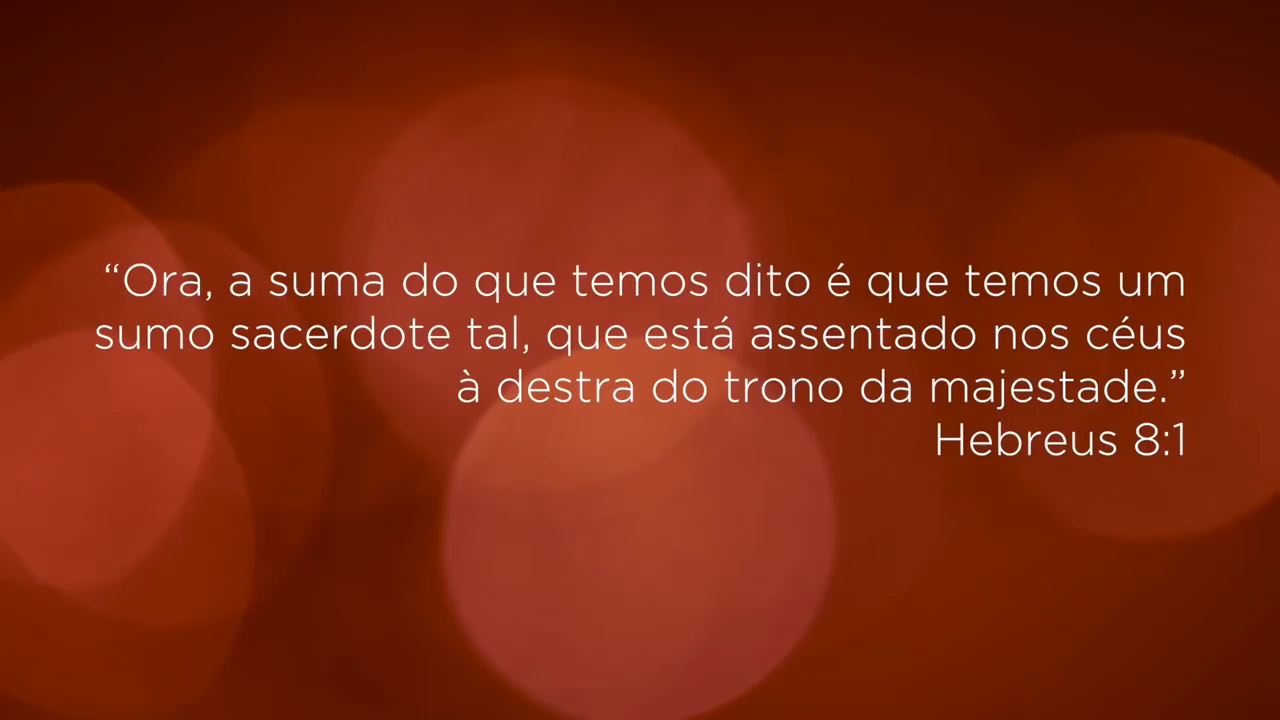 “Ora, a suma do que temos dito é que temos um
sumo sacerdote tal, que está assentado nos céus
à destra do trono da majestade.”
Hebreus 8:1